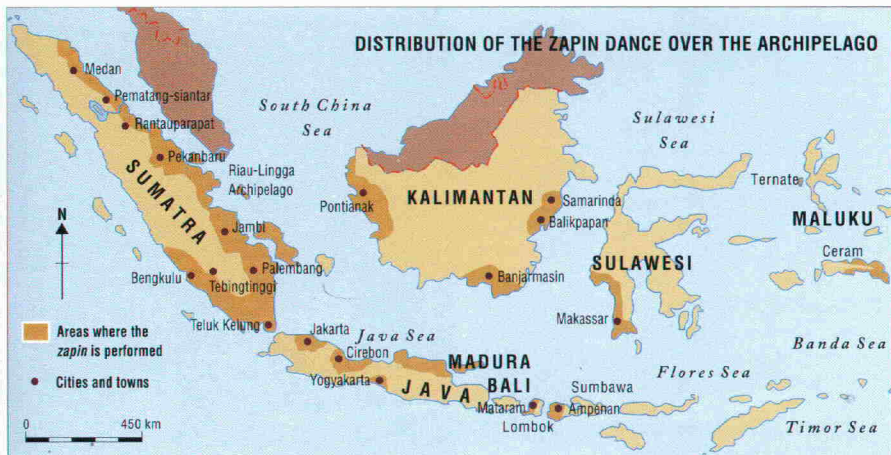 DISTRIBUTION OF THE ZAPIN DANCE OVER THE ARCHIPELAGO
Medan
Pematang-siantar
Rantauparapat
Pekanbaru
Riau-Lingga
Archipelago
South China
Sea
Sulawesi
Sea
SUMATRA
Jambi
Palembang
Bengkulu
Tebingtinggi
Teluk Kelung
Pontianak
KALIMANTAN
Samarinda
Balikpapan
Banjarmasin
SULAWESI
Makassar
Ternate
MALUKU
Ceram
N
Jakarta
Java Sea
Cirebon
Yogyakarta
JAVA
MADURA
BALI
Mataram
Lombok
Sumbawa
Ampenan
Flores Sea
Banda Sea
Timor Sea
Areas where the
zapin is performed
Cities and towns
0 450 km